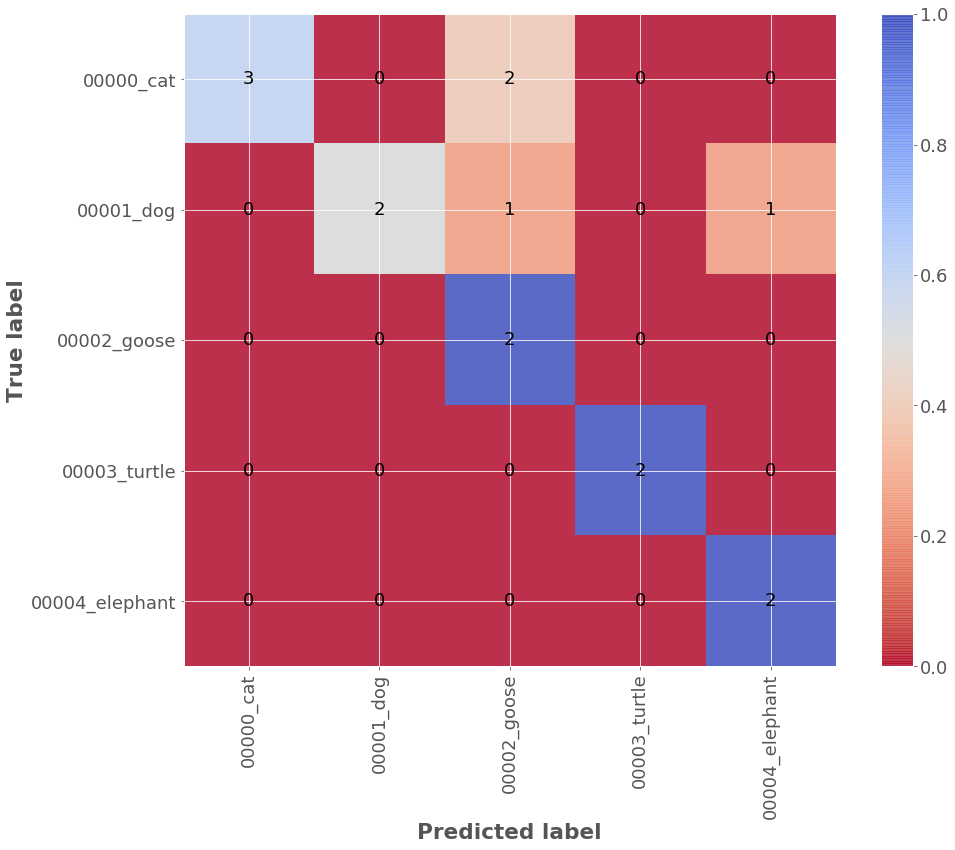 1.0
00000_cat 3 0 2 0 0
0.8
00001_dog 0 2 1 0 1
0.6
True label
00002_goose 0 0 2 0 0
0.4
00003_turtle 0 0 0 2 0
0.2
00004_elephant 0 0 0 0 2
0.0
00000_cat
00001_dog
00002_goose
00003_turtle
00004_elephant
Predicted label